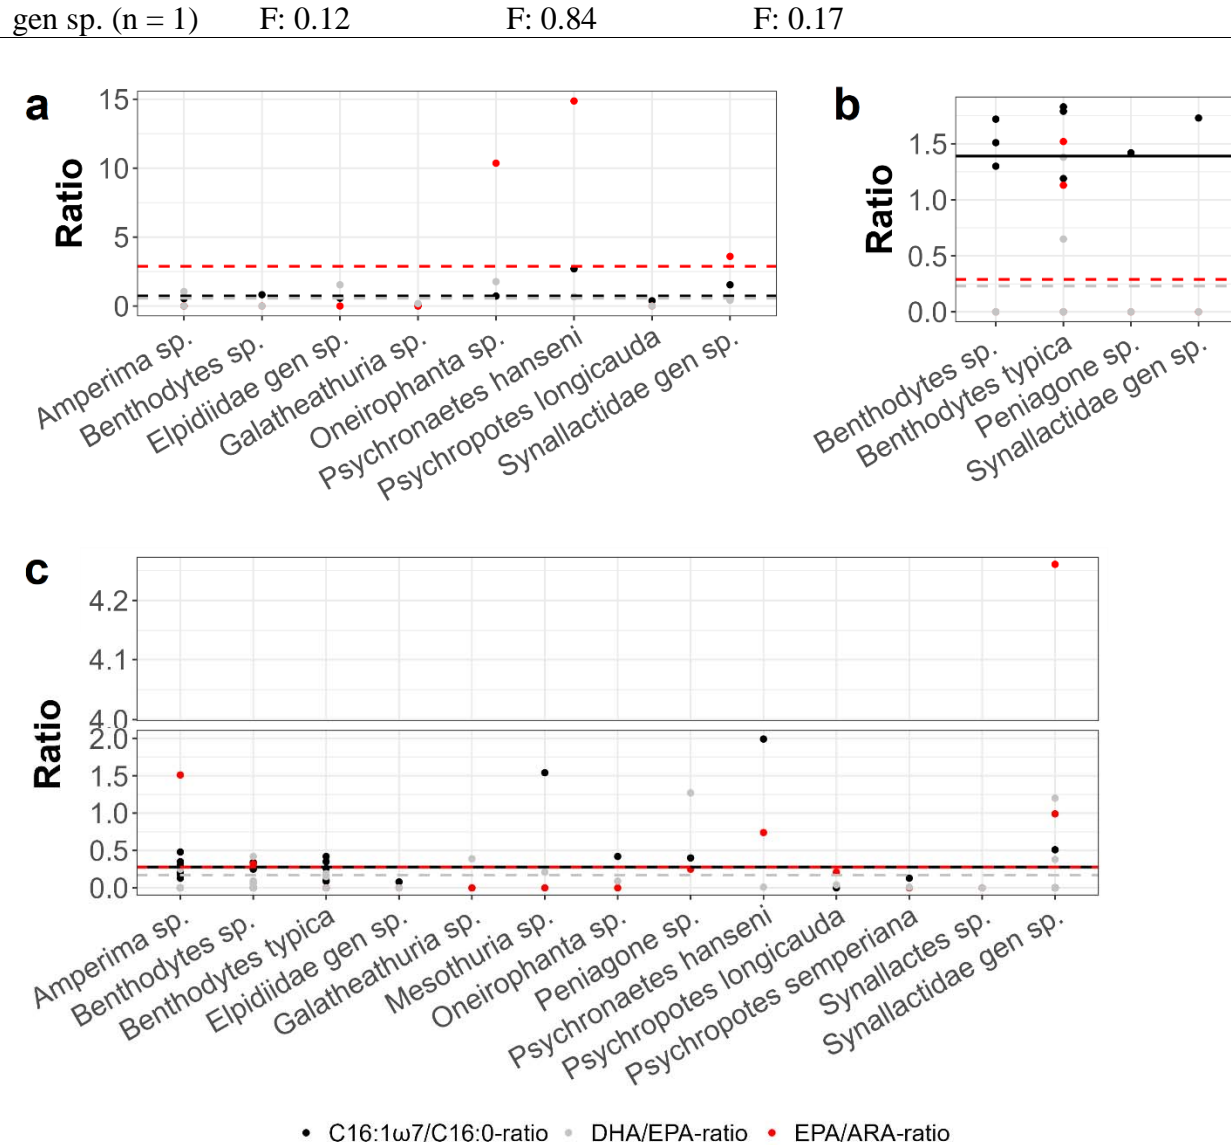 gen sp. (n = 1) F: 0.12 F: 0.84 F: 0.17
a
Ratio
15
10
5
0
Amperima sp.
Benthodytes sp.
Elpidiidae gen sp.
Galatheathuria sp.
Oneirophanta sp.
Psychronaetes hanseni
Psychropotes longicauda
Synallactidae gen sp.
b
Ratio
1.5
1.0
0.5
0.0
Benthodytes sp.
Benthodytes typica
Peniagone sp.
Synallactidae gen sp.
c
Ratio
4.2
4.1
4.0
2.0
1.5
1.0
0.5
0.0
Amperima sp.
Benthodytes sp.
Benthodytes typica
Elpidiidae gen sp.
Galatheathuria sp.
Mesothuria sp.
Oneirophanta sp.
Peniagone sp.
Psychronaetes hanseni
Psychropotes longicauda
Psychropotes semperiana
Synallactes sp.
Synallactidae gen sp.
C16:1ω7/C16:0-ratio DHA/EPA-ratio EPA/ARA-ratio